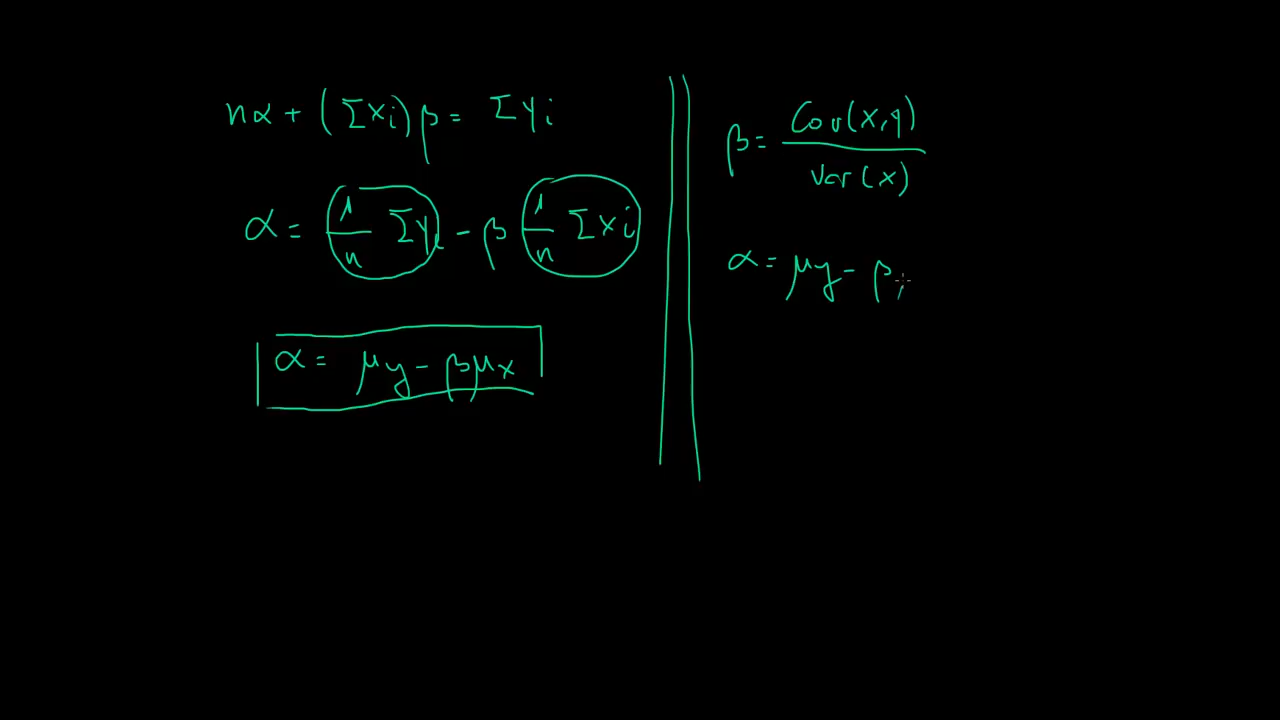 nα + (Σxi)β = Σyi
α = 1/n Σyi - β 1/n Σxi
α = μy - βμx
β = Cov(x,y) / Var(x)
α = μy - β